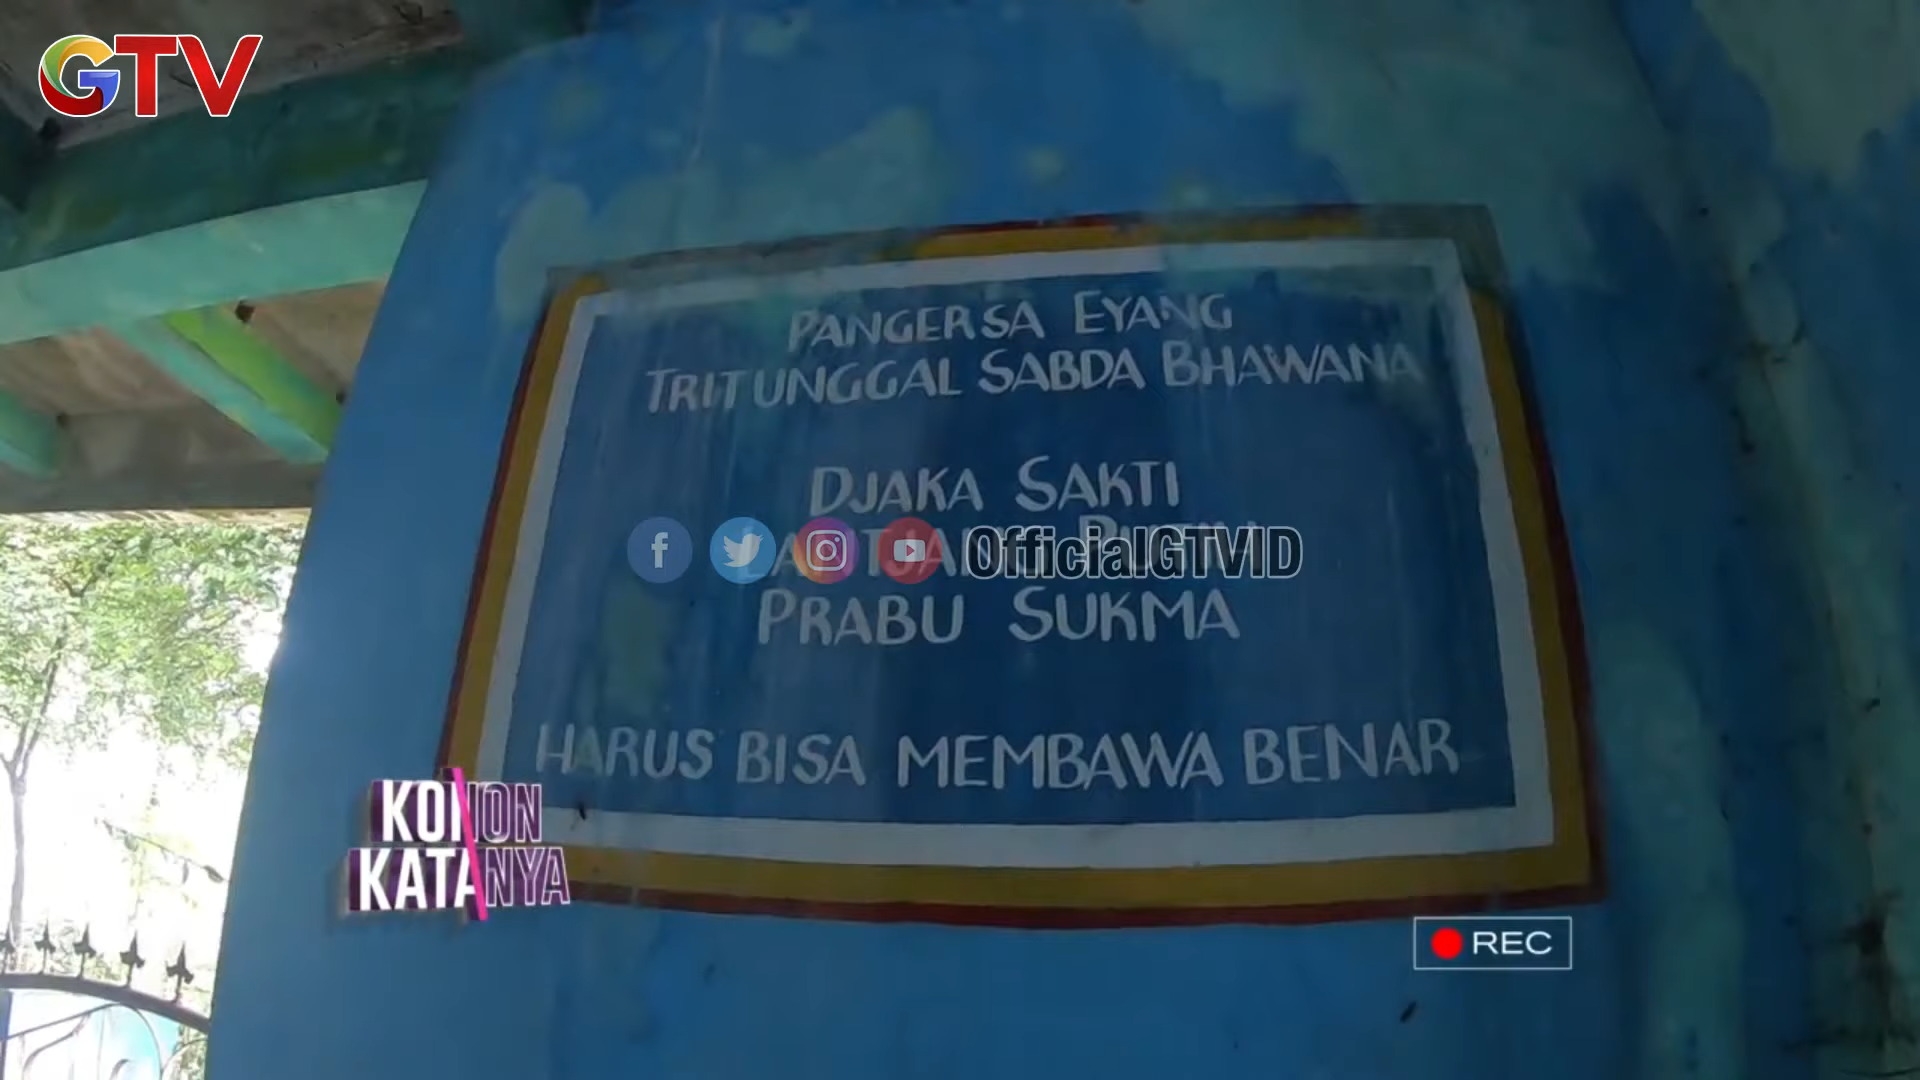 GTV
PANGERSA EYANG
TRITUNGGAL SABDA BHAWANA
DJAKA SAKTI
OfficialGTVID
PRABU SUKMA
HARUS BISA MEMBAWA BENAR
KONON
KATANYA
REC